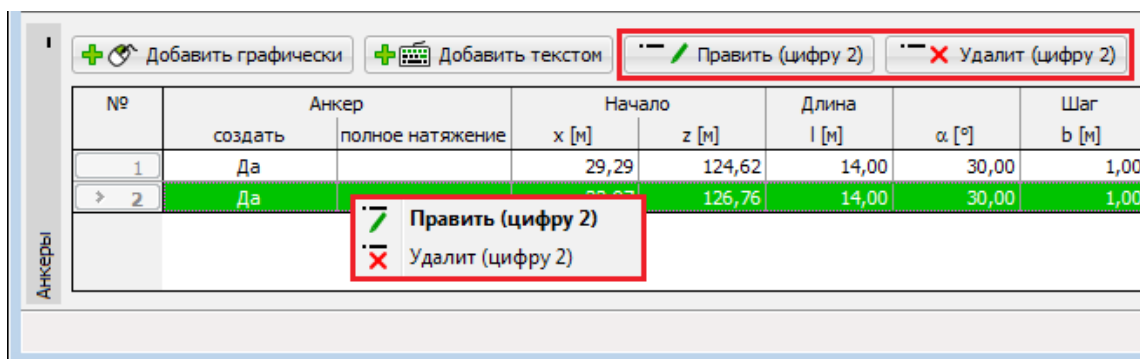 Добавить графически Добавить текстом Править (цифру 2) Удалит (цифру 2)
№ Анкер Начало Длина Шаг
создать полное натяжение x [м] z [м] l [м] α [°] b [м]
1 Да 29,29 124,62 14,00 30,00 1,00
2 Да 126,76 14,00 30,00 1,00
Править (цифру 2)
Удалит (цифру 2)
Анкеры